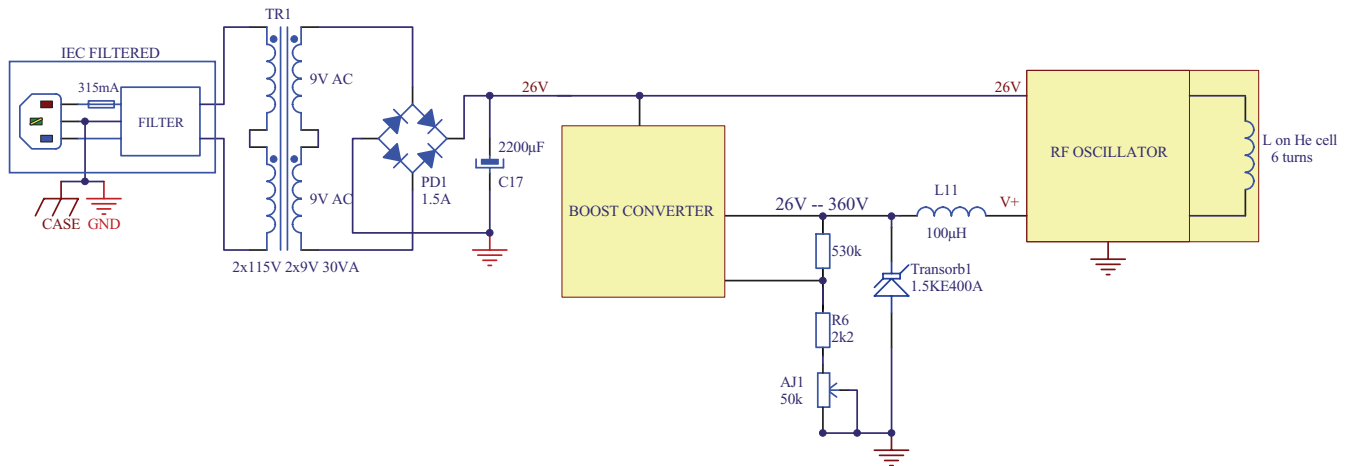 TR1
IEC FILTERED
315mA
FILTER
CASE GND
9V AC
9V AC
2x115V 2x9V 30VA
PD1
1.5A
2200µF
C17
26V
BOOST CONVERTER
26V -- 360V
530k
R6
2k2
AJ1
50k
Transorb1
1.5KE400A
L11
100µH
V+
26V
RF OSCILLATOR
L on He cell
6 turns